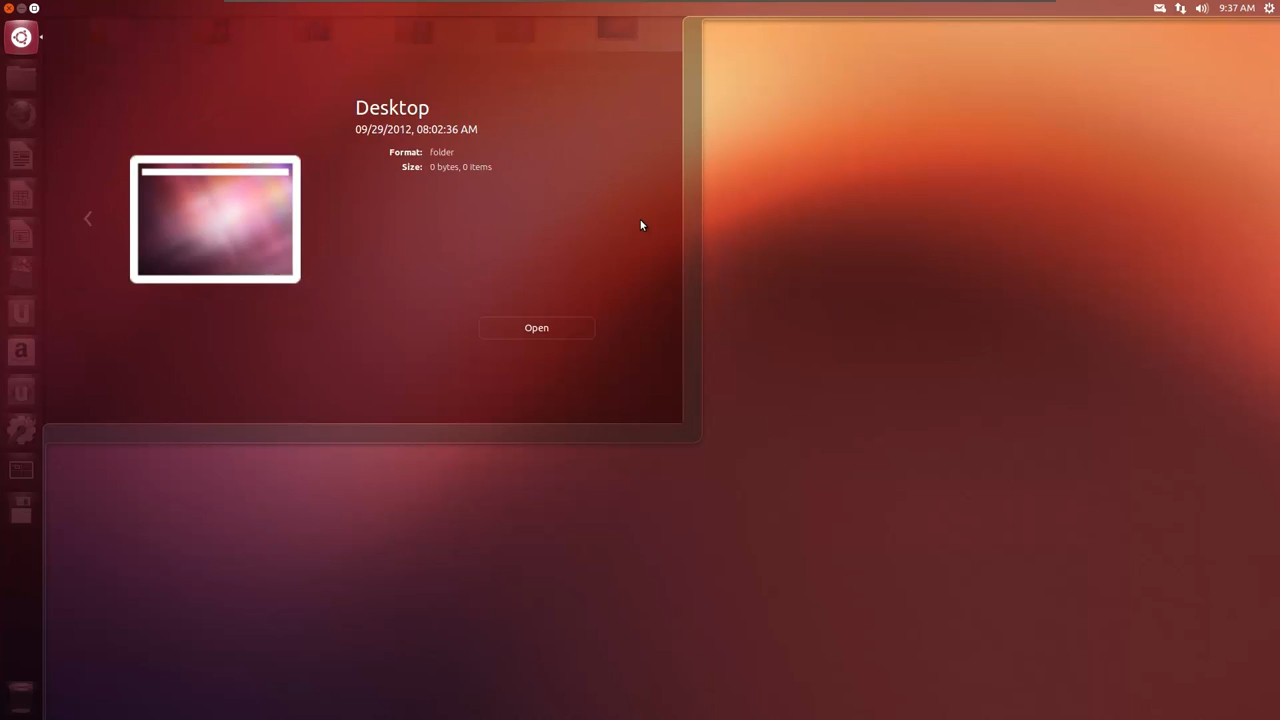 9:37 AM
Desktop
09/29/2012, 08:02:36 AM
Format: folder
Size: 0 bytes, 0 items
Open
U
a
u